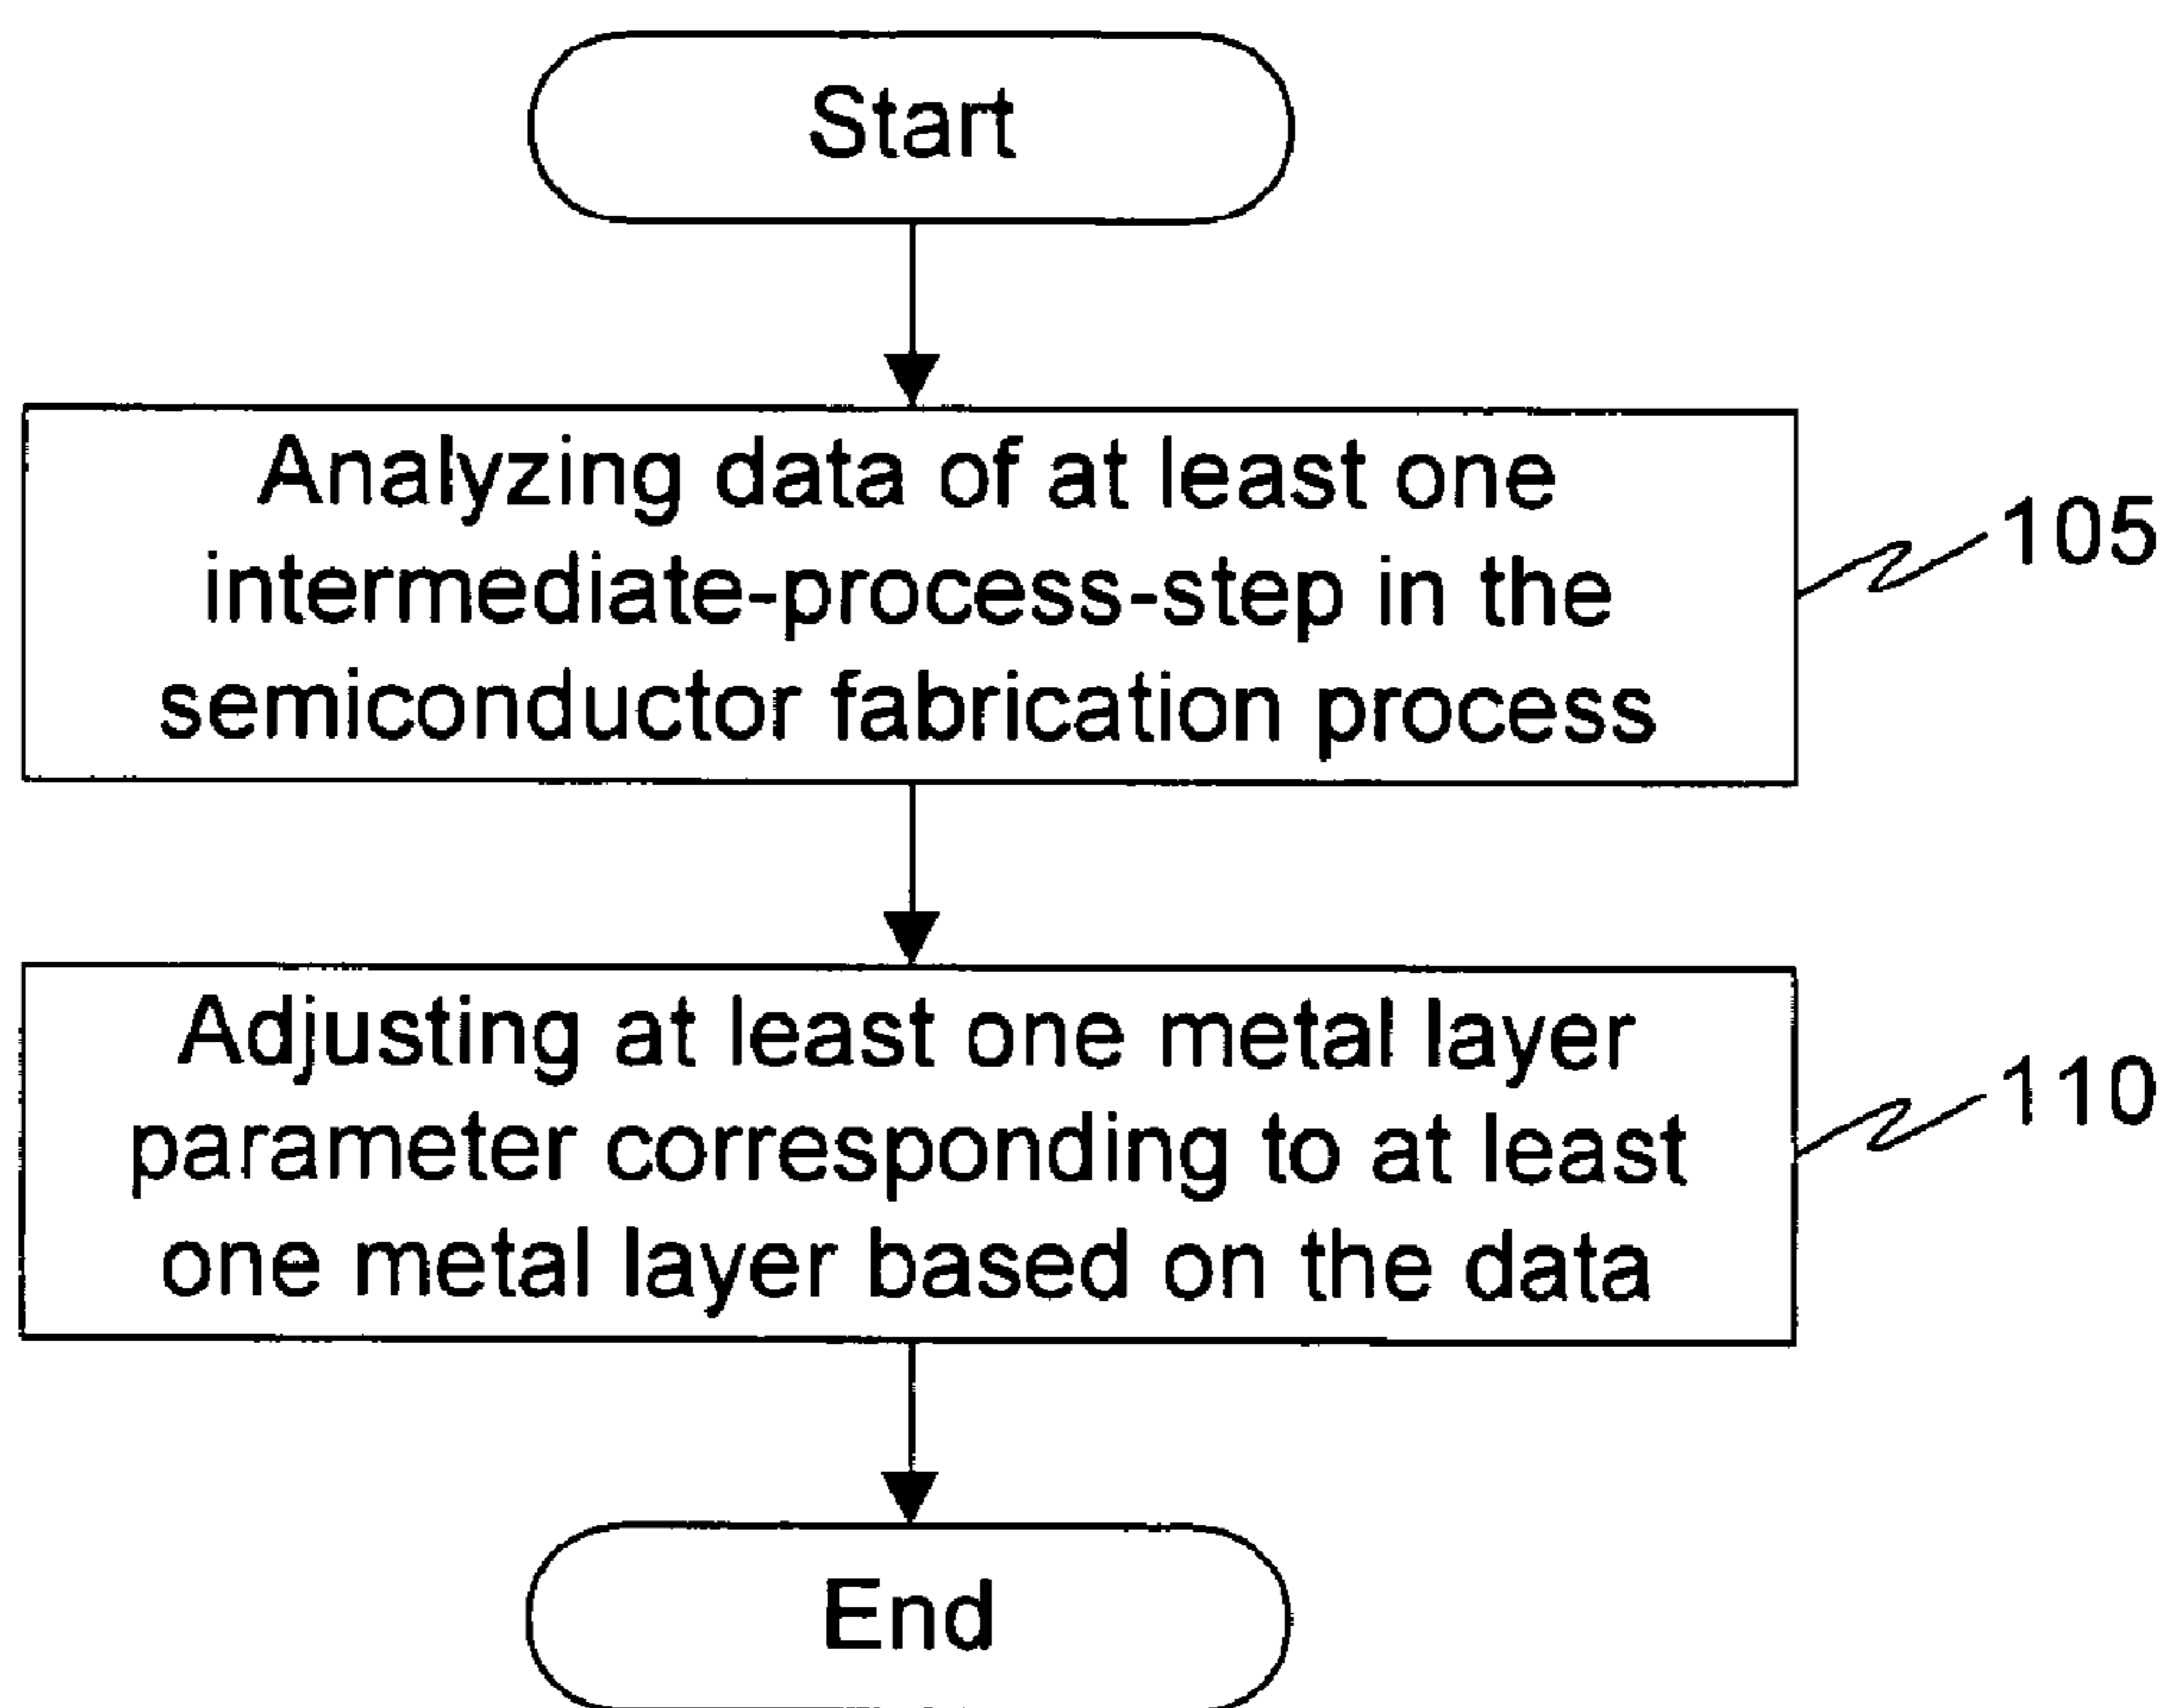 Start
Analyzing data of at least one
intermediate-process-step in the
semiconductor fabrication process
105
Adjusting at least one metal layer
parameter corresponding to at least
one metal layer based on the data
110
End